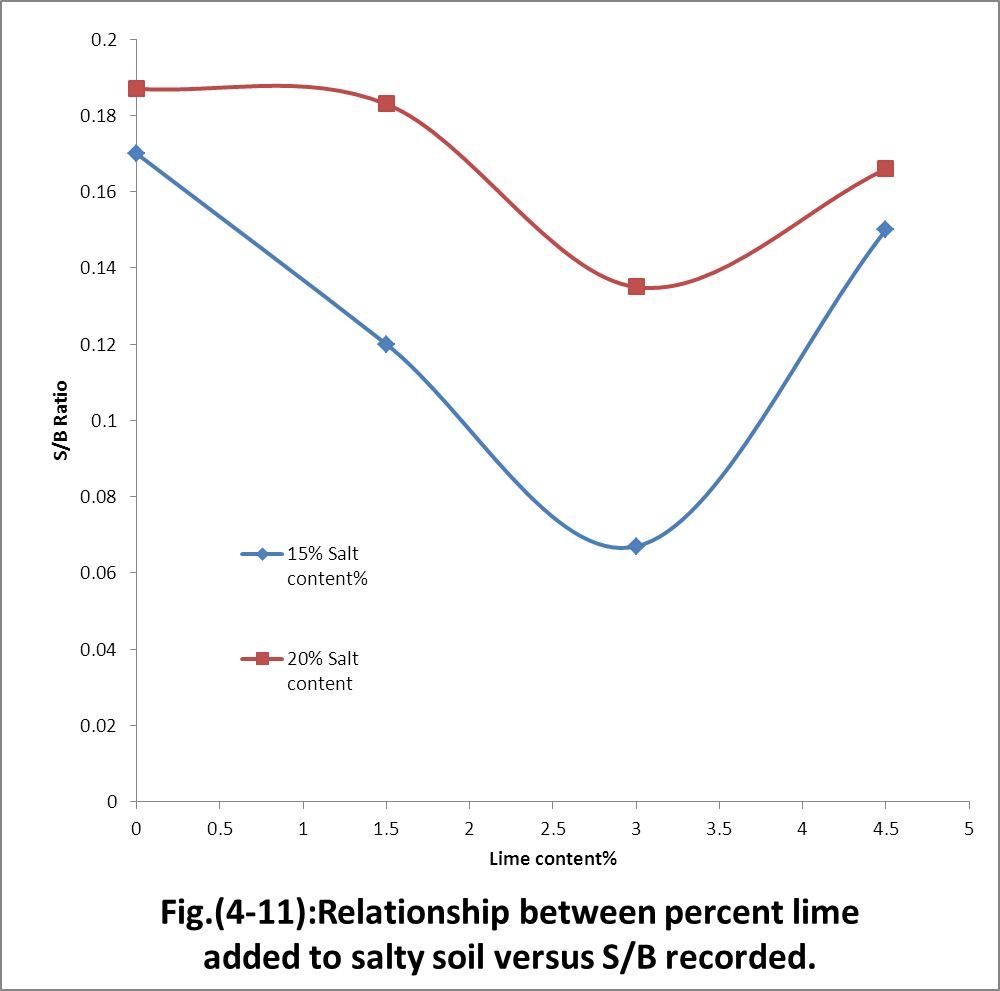 0.2
0.18
0.16
0.14
0.12
0.1
0.08
0.06
0.04
0.02
0
S/B Ratio
15% Salt
content%
20% Salt
content
0 0.5 1 1.5 2 2.5 3 3.5 4 4.5 5
Lime content%
Fig.(4-11):Relationship between percent lime
added to salty soil versus S/B recorded.